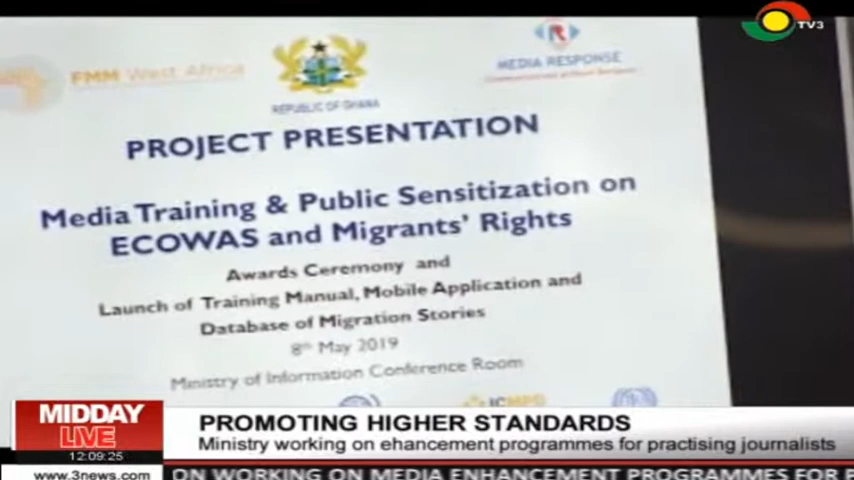 TV3
FMM West Africa
REPUBLIC OF GHANA
MEDIA RESPONSE
PROJECT PRESENTATION
Media Training & Public Sensitization on
ECOWAS and Migrants' Rights
Awards Ceremony and
Launch of Training Manual, Mobile Application and
Database of Migration Stories
8th May 2019
Ministry of Information Conference Room
ICMPD
MIDDAY
LIVE
12:09:25
PROMOTING HIGHER STANDARDS
Ministry working on ehancement programmes for practising journalists
www.3news.com
ON WORKING ON MEDIA ENHANCEMENT PROGRAMMES FOR